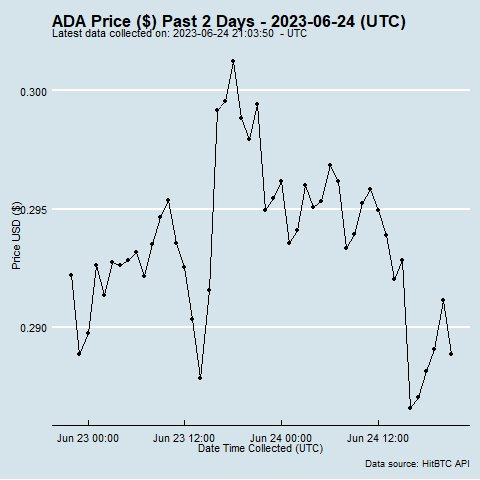 ADA Price ($) Past 2 Days - 2023-06-24 (UTC)
Latest data collected on: 2023-06-24 21:03:50  - UTC
0.300
0.295
0.290
Price USD ($)
Jun 23 00:00
Jun 23 12:00
Jun 24 00:00
Jun 24 12:00
Date Time Collected (UTC)
Data source: HitBTC API